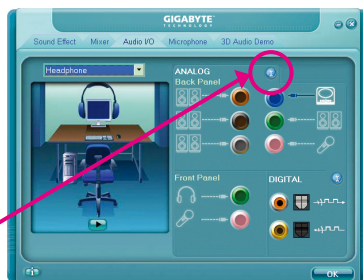 GIGABYTE
TECHNOLOGY
Sound Effect Mixer Audio I/O Microphone 3D Audio Demo
Headphone
ANALOG
Back Panel
Front Panel
DIGITAL
OK